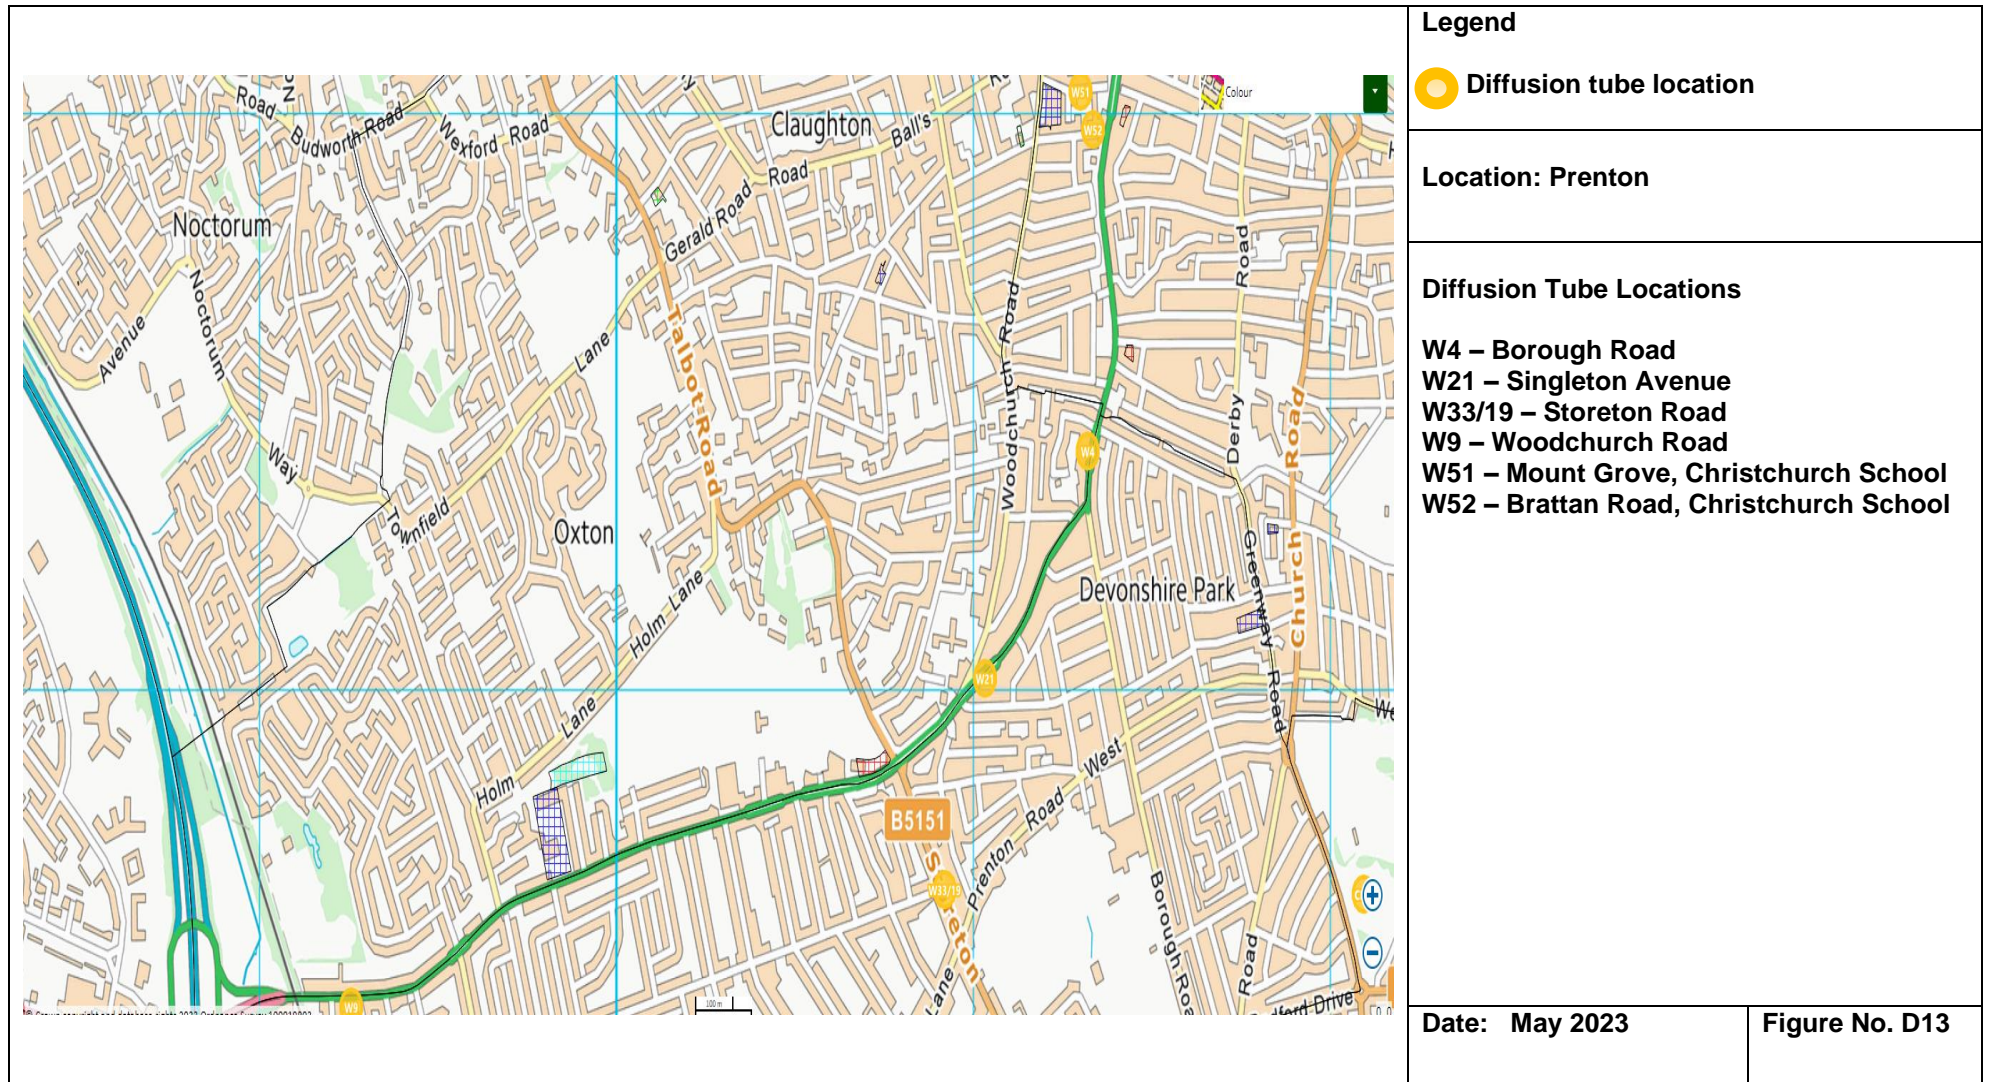 Legend
Diffusion tube location
Location: Prenton
Diffusion Tube Locations
W4 – Borough Road
W21 – Singleton Avenue
W33/19 – Storeton Road
W9 – Woodchurch Road
W51 – Mount Grove, Christchurch School
W52 – Brattan Road, Christchurch School
Date: May 2023
Figure No. D13
Road
Budworth Road
Wexford Road
Claughton
Ball's
Road
W51
W52
Colour
Noctorum
Gerald Road
Noctorum
Avenue
Way
Townfield
Lane
Talbot Road
Woodchurch Road
Road
Derby
Church Road
W4
Oxton
Holm Lane
Devonshire Park
Greenway Road
W21
Holm
Lane
B5151
Prenton
Road
West
W33/19
Storeton
Lane
Borough Road
Road
W9
100 m